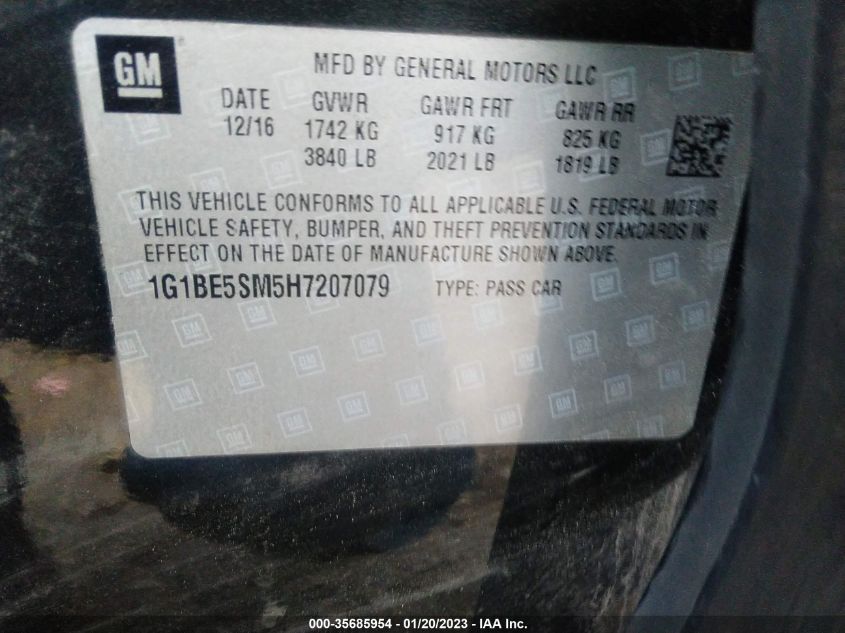 GM
MFD BY GENERAL MOTORS LLC
DATE GVWR GAWR FRT GAWR RR
12/16 1742 KG 917 KG 825 KG
3840 LB 2021 LB 1819 LB
THIS VEHICLE CONFORMS TO ALL APPLICABLE U.S. FEDERAL MOTOR
VEHICLE SAFETY, BUMPER, AND THEFT PREVENTION STANDARDS IN
EFFECT ON THE DATE OF MANUFACTURE SHOWN ABOVE.
1G1BE5SM5H7207079 TYPE: PASS CAR
000-35685954 - 01/20/2023 - IAA Inc.